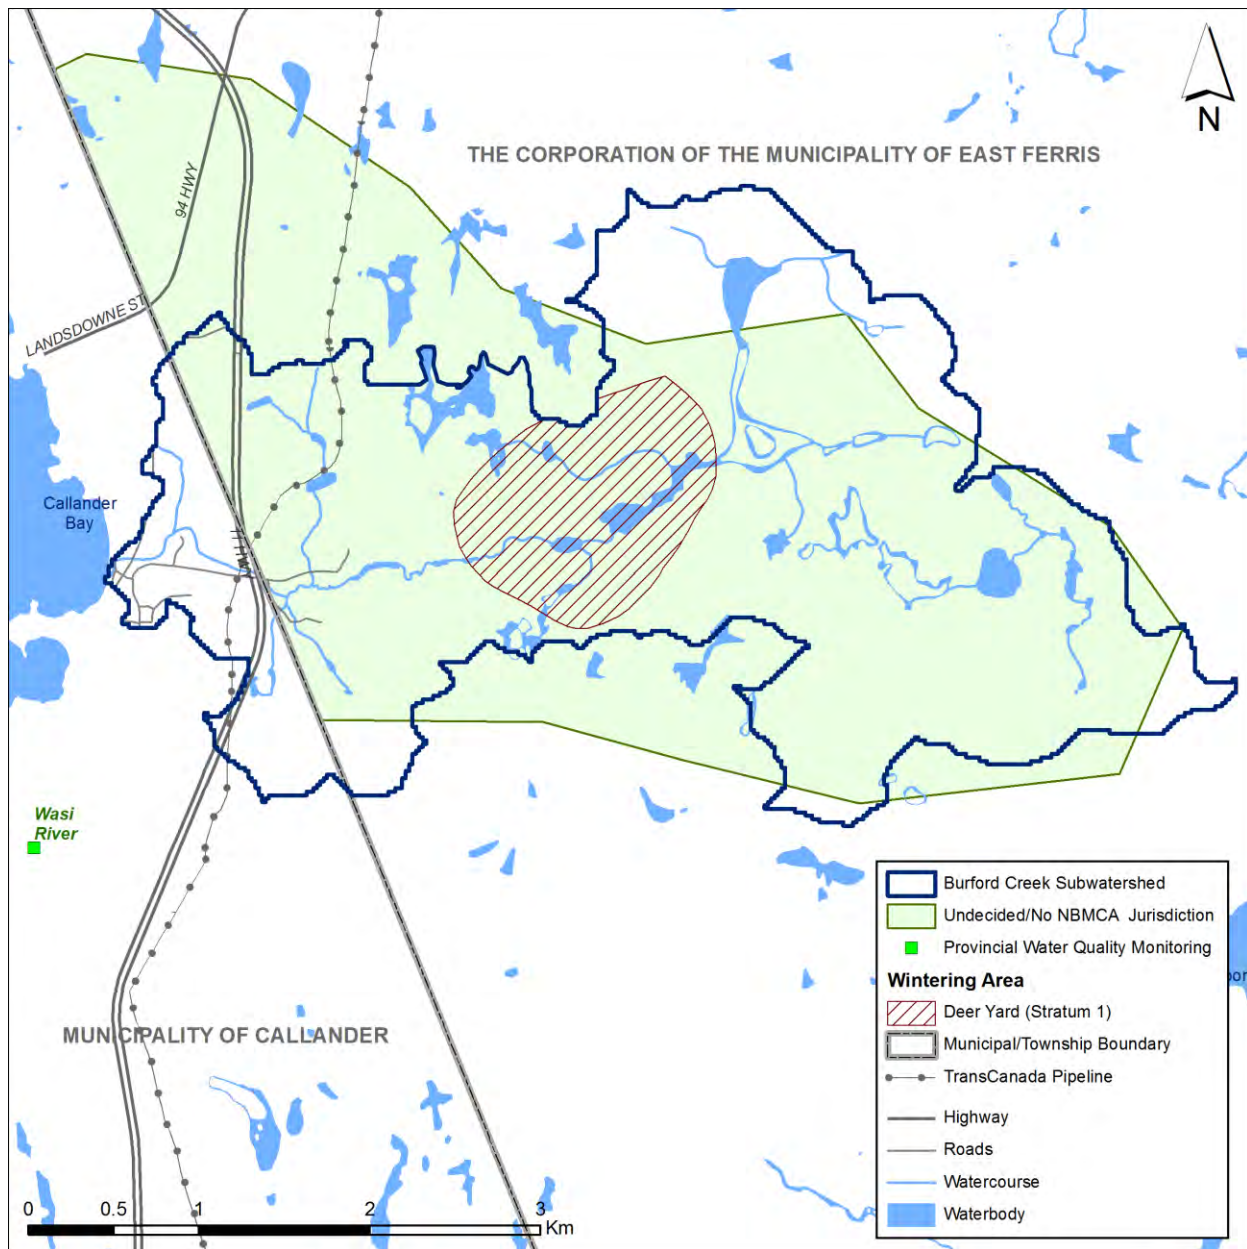 N
THE CORPORATION OF THE MUNICIPALITY OF EAST FERRIS
94 HWY
LANDSDOWNE ST
Callander
Bay
Wasi
River
MUNICIPALITY OF CALLANDER
Burford Creek Subwatershed
Undecided/No NBMCA Jurisdiction
Provincial Water Quality Monitoring
Wintering Area
Deer Yard (Stratum 1)
Municipal/Township Boundary
TransCanada Pipeline
Highway
Roads
Watercourse
Waterbody
0 0.5 1 2 3
Km